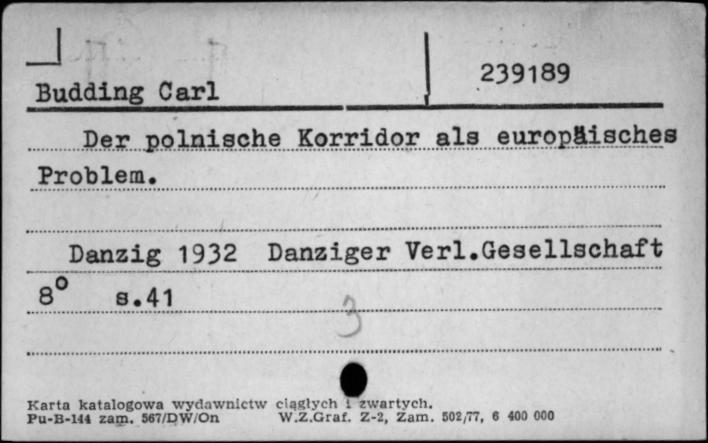 239189
Budding Carl
Der polnische Korridor als europäisches
Problem.
Danzig 1932 Danziger Verl.Gesellschaft
8° s.41
3
Karta katalogowa wydawnictw ciągłych i zwartych.
Pu-B-144 zam. 567/DW/On W.Z.Graf. Z-2, Zam. 502/77, 6 400 000